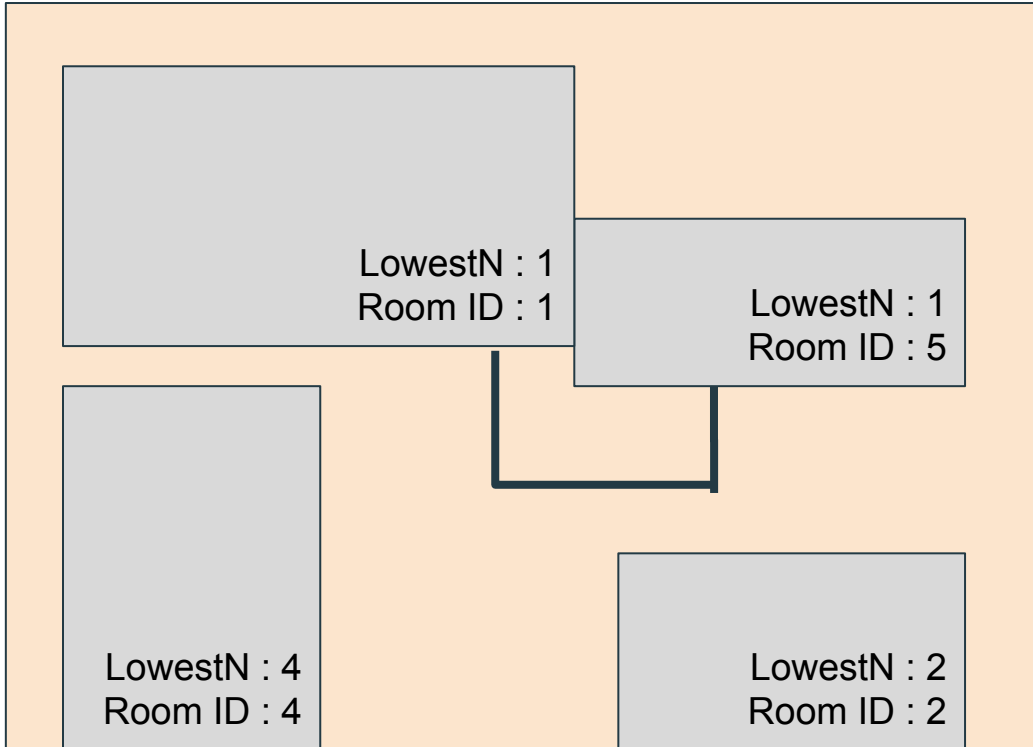 LowestN : 1
Room ID : 1
LowestN : 1
Room ID : 5
LowestN : 4
Room ID : 4
LowestN : 2
Room ID : 2